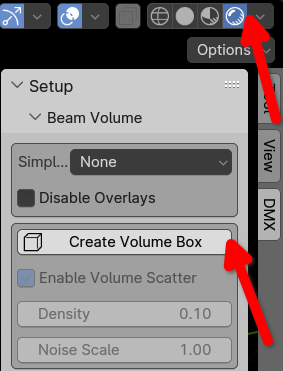 Options
Setup
Beam Volume
Simpl... None
Disable Overlays
Create Volume Box
Enable Volume Scatter
Density 0.10
Noise Scale 1.00
View
DMX